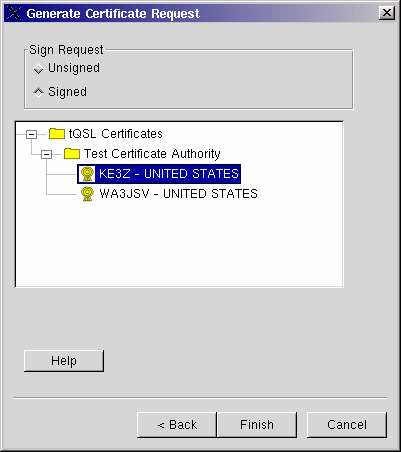 Generate Certificate Request
Sign Request
Unsigned
Signed
tQSL Certificates
Test Certificate Authority
KE3Z - UNITED STATES
WA3JSV - UNITED STATES
Help
< Back
Finish
Cancel